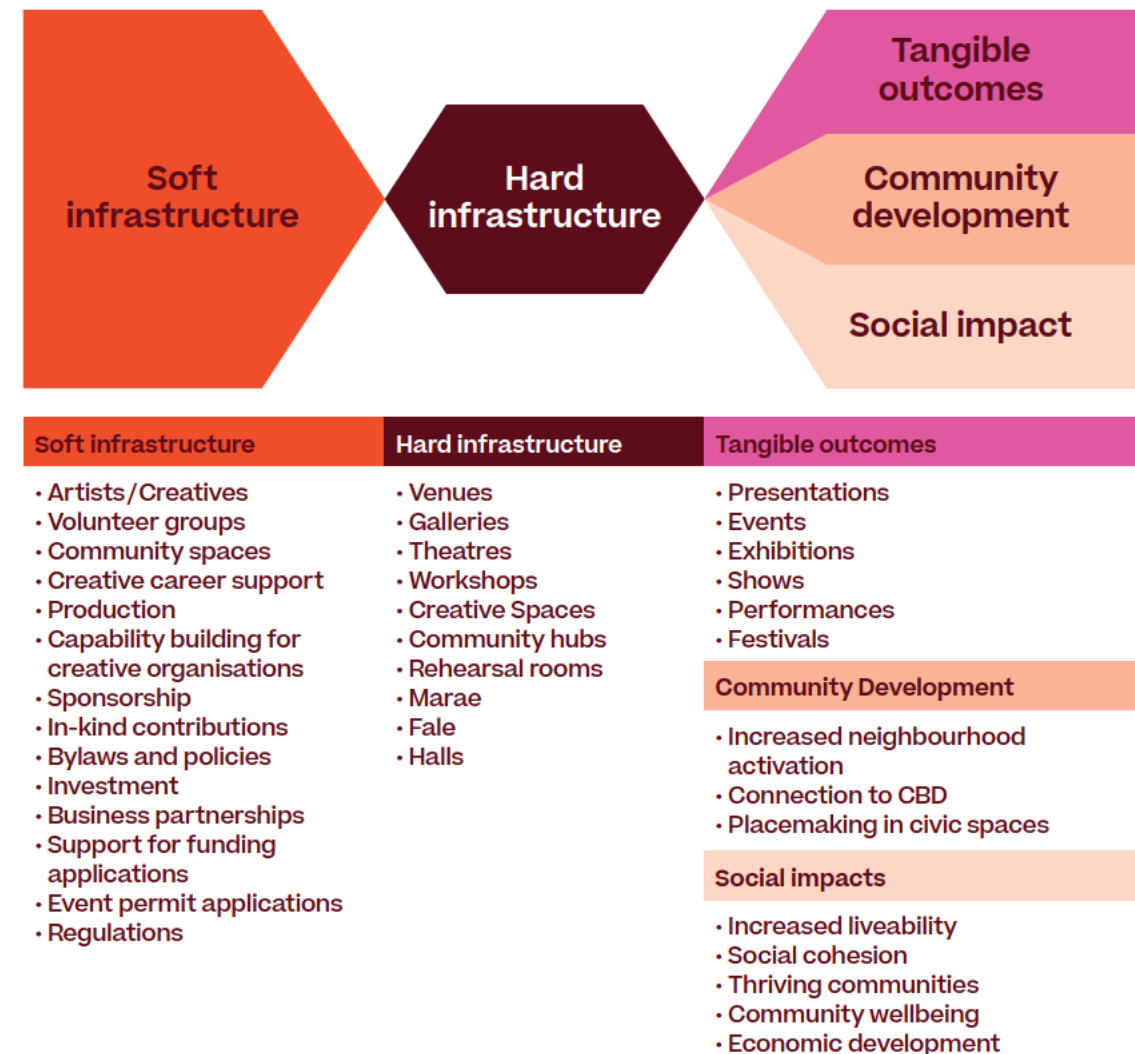 Soft
infrastructure
Hard
infrastructure
Tangible
outcomes
Community
development
Social impact
Soft infrastructure
• Artists/Creatives
• Volunteer groups
• Community spaces
• Creative career support
• Production
• Capability building for
creative organisations
• Sponsorship
• In-kind contributions
• Bylaws and policies
• Investment
• Business partnerships
• Support for funding
applications
• Event permit applications
• Regulations
Hard infrastructure
• Venues
• Galleries
• Theatres
• Workshops
• Creative Spaces
• Community hubs
• Rehearsal rooms
• Marae
• Fale
• Halls
Tangible outcomes
• Presentations
• Events
• Exhibitions
• Shows
• Performances
• Festivals
Community Development
• Increased neighbourhood
activation
• Connection to CBD
• Placemaking in civic spaces
Social impacts
• Increased liveability
• Social cohesion
• Thriving communities
• Community wellbeing
• Economic development